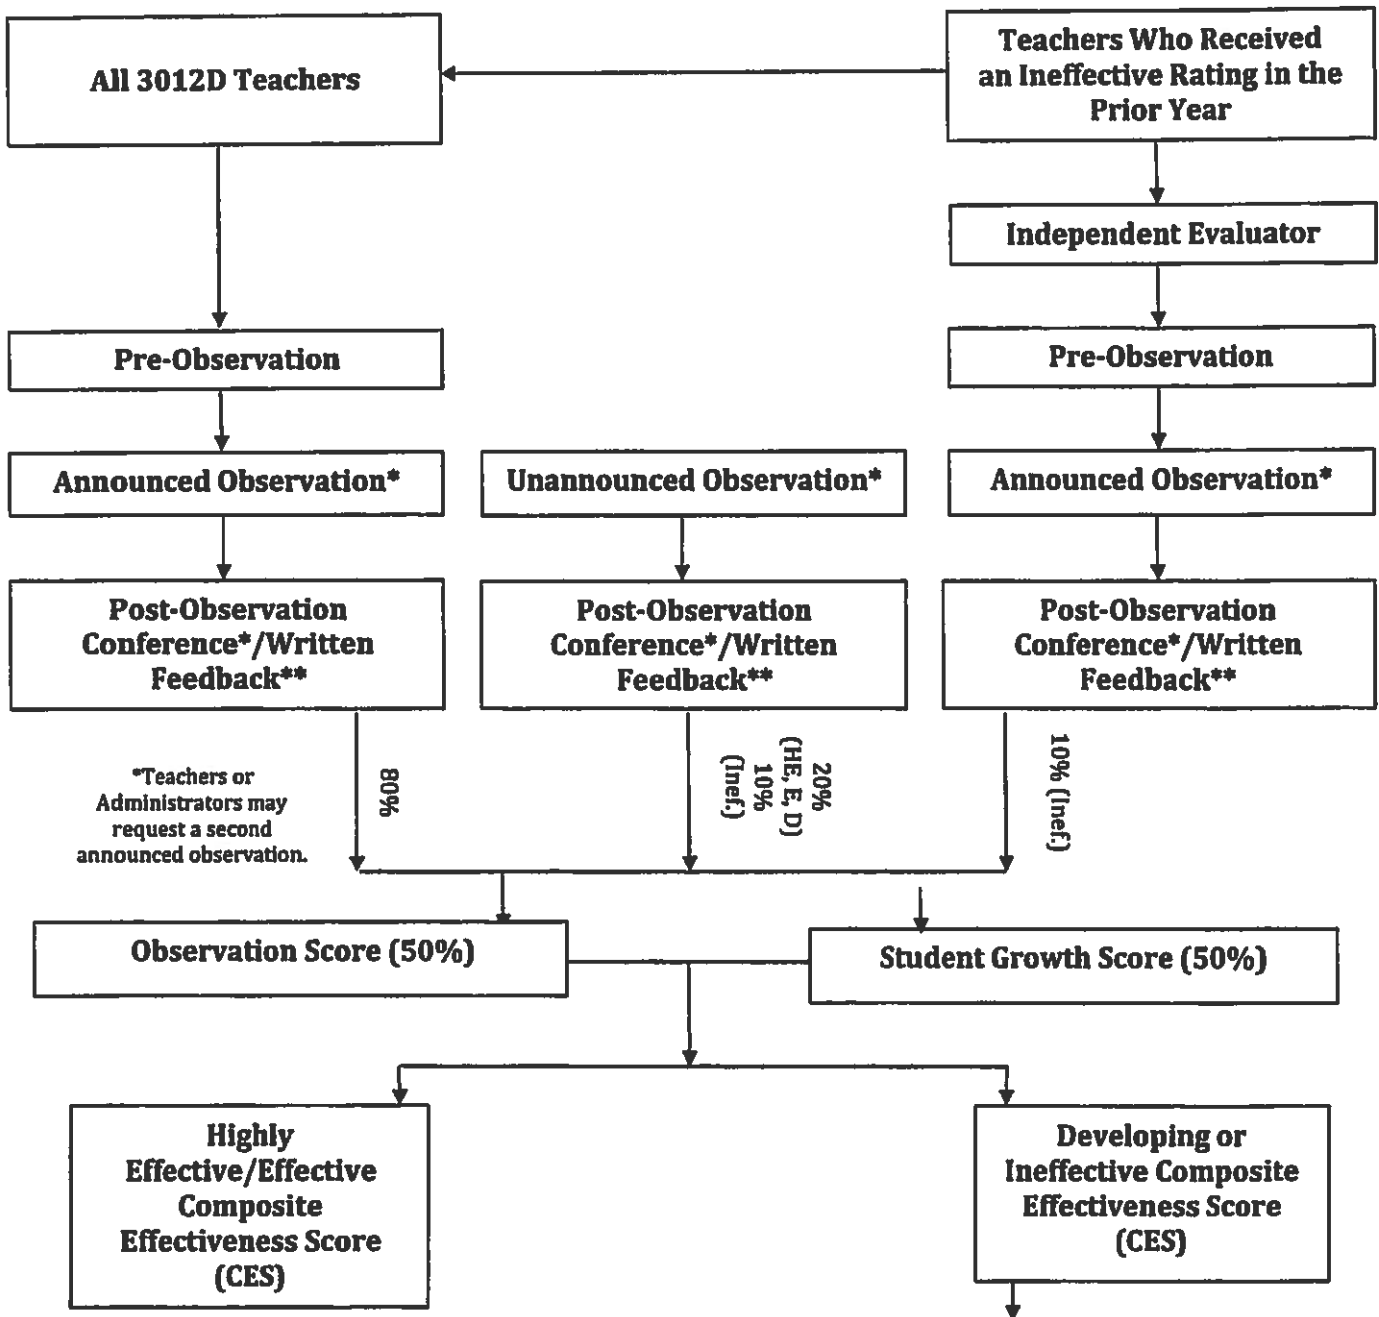 All 3012D Teachers
Teachers Who Received
an Ineffective Rating in the
Prior Year
Independent Evaluator
Pre-Observation
Pre-Observation
Announced Observation*
Unannounced Observation*
Announced Observation*
Post-Observation
Conference*/Written
Feedback**
Post-Observation
Conference*/Written
Feedback**
Post-Observation
Conference*/Written
Feedback**
*Teachers or
Administrators may
request a second
announced observation.
80%
20%
(HE, E, D)
10%
(Inef.)
10% (Inef.)
Observation Score (50%)
Student Growth Score (50%)
Highly
Effective/Effective
Composite
Effectiveness Score
(CES)
Developing or
Ineffective Composite
Effectiveness Score
(CES)